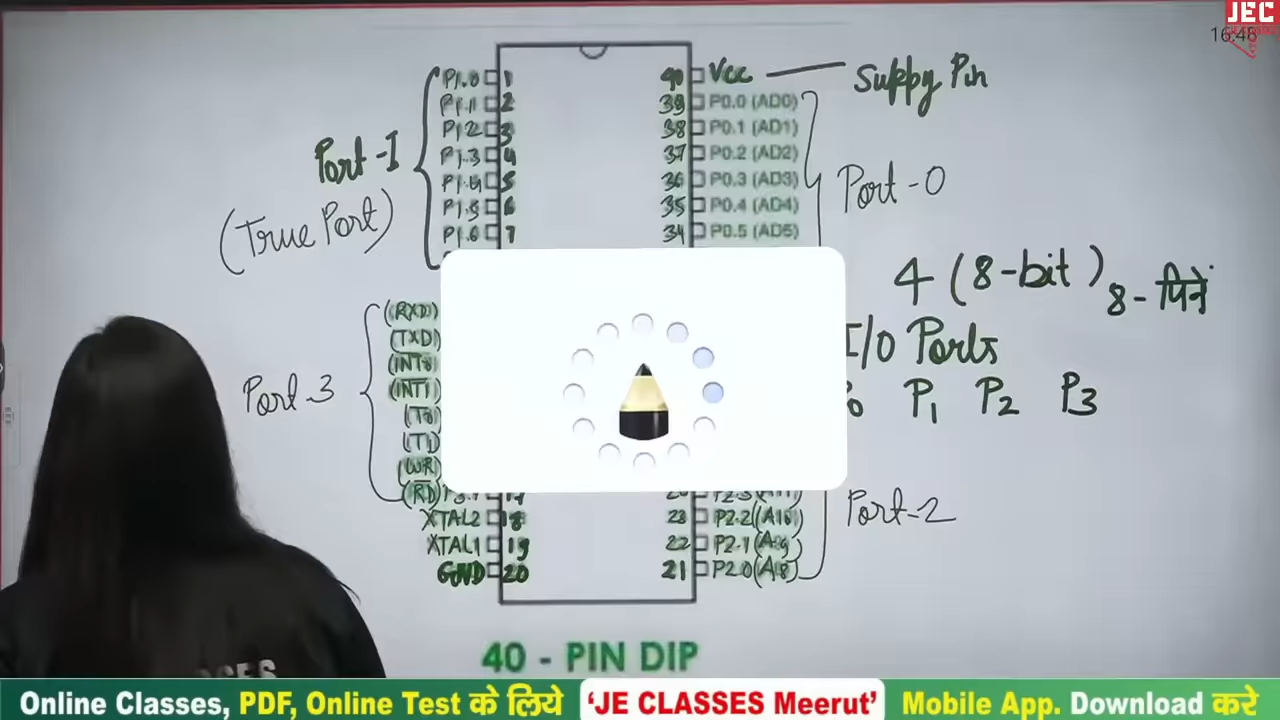 JEC
16:48
P1.0 1
P1.1 2
P1.2 3
P1.3 4
P1.4 5
P1.5 6
P1.6 7
Port-I
(True Port)
40 Vcc — Suppy Pin
39 P0.0 (AD0)
38 P0.1 (AD1)
37 P0.2 (AD2)
36 P0.3 (AD3)
35 P0.4 (AD4)
34 P0.5 (AD5)
Port-0
4 (8-bit) 8-पिनें
I/O Ports
P1 P2 P3
(RXD)
(TXD)
(INT0)
(INT1)
(T0)
(T1)
(WR)
(RD)
Port-3
XTAL2 18
XTAL1 19
GND 20
23 P2.2(A10)
22 P2.1(A9)
21 P2.0(A8)
Port-2
40 - PIN DIP
Online Classes, PDF, Online Test के लिये 'JE CLASSES Meerut' Mobile App. Download करे